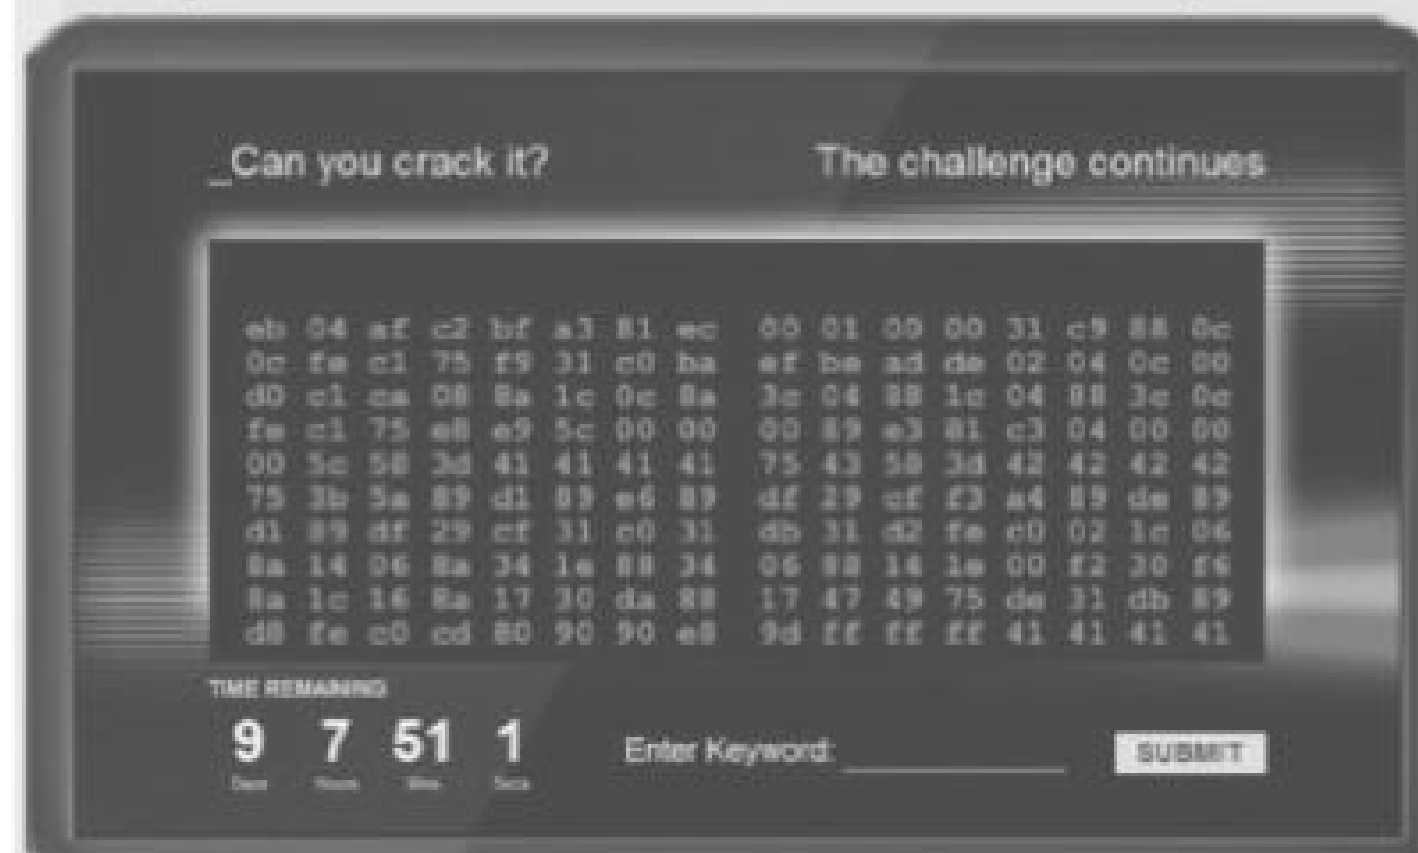 _Can you crack it? The challenge continues
eb 04 af c2 bf a3 81 ec 00 01 00 00 31 c9 88 0c
0c fe c1 75 f9 31 c0 ba ef be ad de 02 04 0c 00
d0 c1 ca 08 8a 1c 0c 8a 3c 04 88 1c 04 88 3c 0c
fe c1 75 e8 e9 5c 00 00 00 89 e3 81 c3 04 00 00
00 5c 58 3d 41 41 41 41 75 43 58 3d 42 42 42 42
75 3b 5a 89 d1 89 e6 89 df 29 cf f3 a4 89 de 89
d1 89 df 29 cf 31 c0 31 db 31 d2 fe c0 02 1c 06
8a 14 06 8a 34 1e 88 34 06 88 14 1e 00 f2 30 f6
8a 1c 16 8a 17 30 da 88 17 47 49 75 de 31 db 89
d8 fe c0 cd 80 90 90 e8 9d ff ff ff 41 41 41 41
TIME REMAINING
9 7 51 1
Days Hours Mins Secs
Enter Keyword: SUBMIT